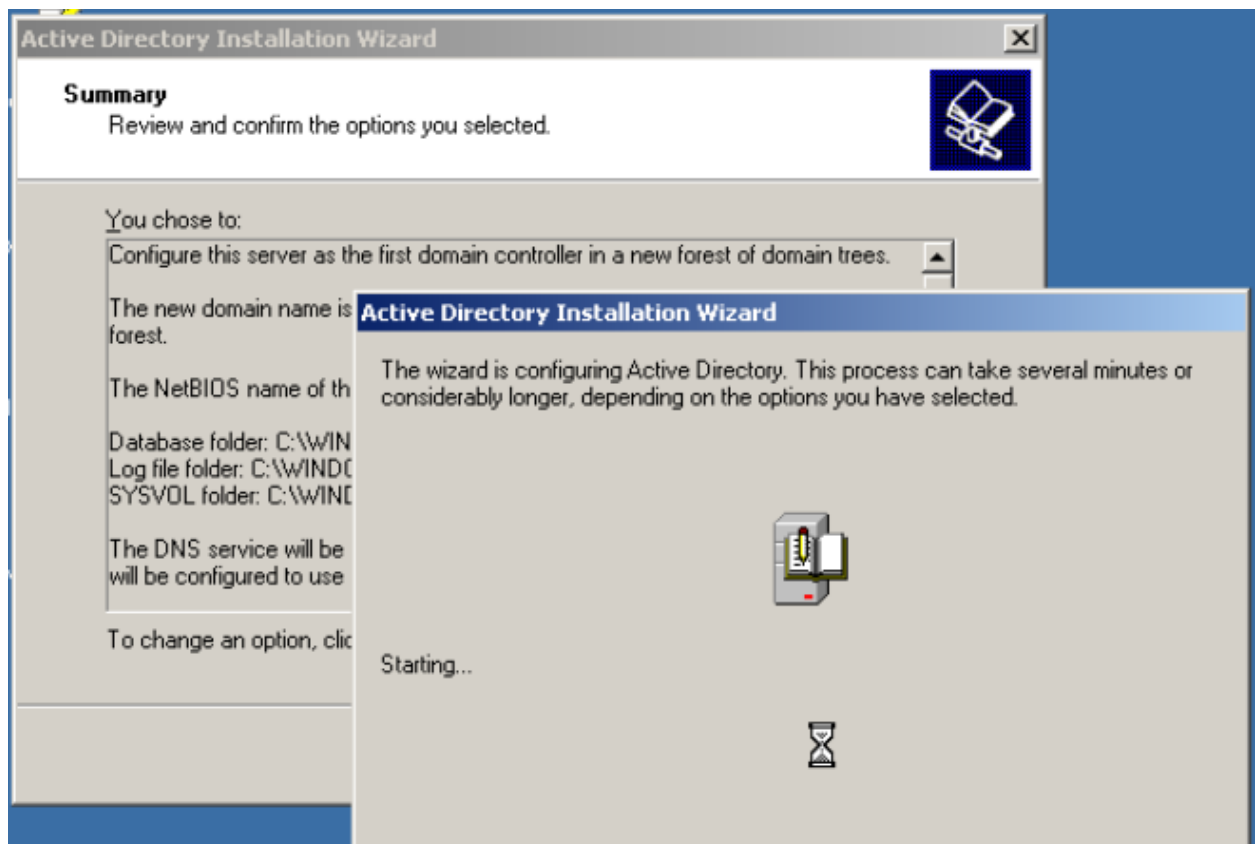 Active Directory Installation Wizard
Summary
Review and confirm the options you selected.
You chose to:
Configure this server as the first domain controller in a new forest of domain trees.
The new domain name is
forest.
The NetBIOS name of th
Database folder: C:\WIN
Log file folder: C:\WINDO
SYSVOL folder: C:\WIND
The DNS service will be
will be configured to use
To change an option, clic
Active Directory Installation Wizard
The wizard is configuring Active Directory. This process can take several minutes or
considerably longer, depending on the options you have selected.
Starting...